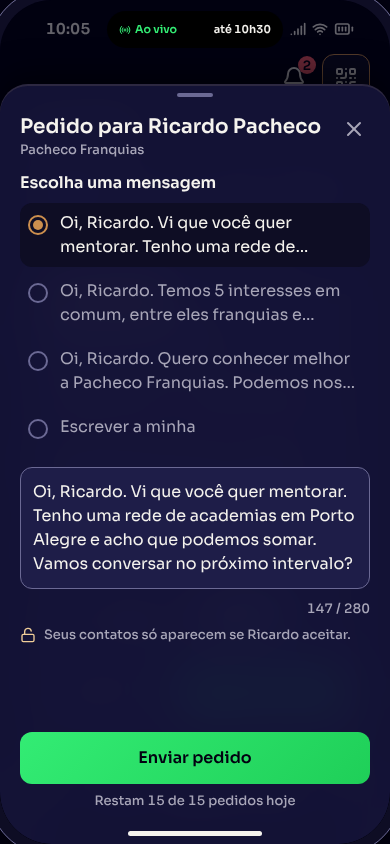 10:05
Ao vivo
até 10h30
2
Pedido para Ricardo Pacheco
Pacheco Franquias
Escolha uma mensagem
Oi, Ricardo. Vi que você quer
mentorar. Tenho uma rede de...
Oi, Ricardo. Temos 5 interesses em
comum, entre eles franquias e...
Oi, Ricardo. Quero conhecer melhor
a Pacheco Franquias. Podemos nos...
Escrever a minha
Oi, Ricardo. Vi que você quer mentorar.
Tenho uma rede de academias em Porto
Alegre e acho que podemos somar.
Vamos conversar no próximo intervalo?
147 / 280
Seus contatos só aparecem se Ricardo aceitar.
Enviar pedido
Restam 15 de 15 pedidos hoje